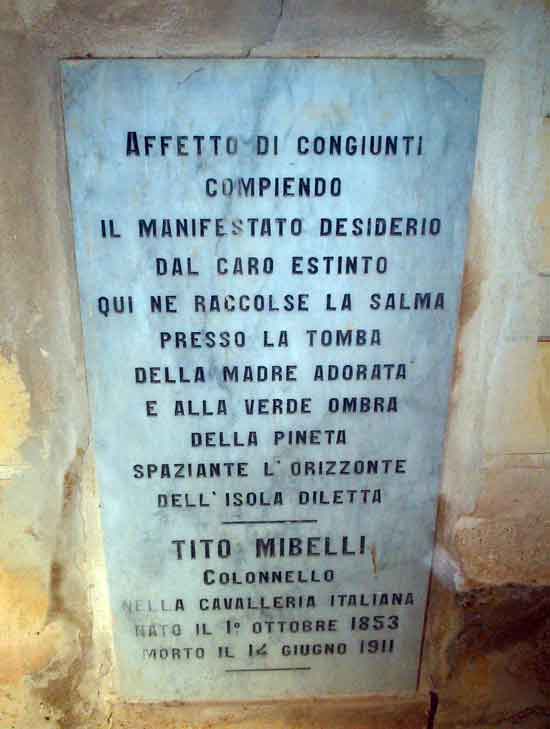 AFFETTO DI CONGIUNTI
COMPIENDO
IL MANIFESTATO DESIDERIO
DAL CARO ESTINTO
QUI NE RACCOLSE LA SALMA
PRESSO LA TOMBA
DELLA MADRE ADORATA
E ALLA VERDE OMBRA
DELLA PINETA
SPAZIANTE L'ORIZZONTE
DELL'ISOLA DILETTA
TITO MIBELLI
COLONNELLO
NELLA CAVALLERIA ITALIANA
NATO IL 1º OTTOBRE 1853
MORTO IL 14 GIUGNO 1911